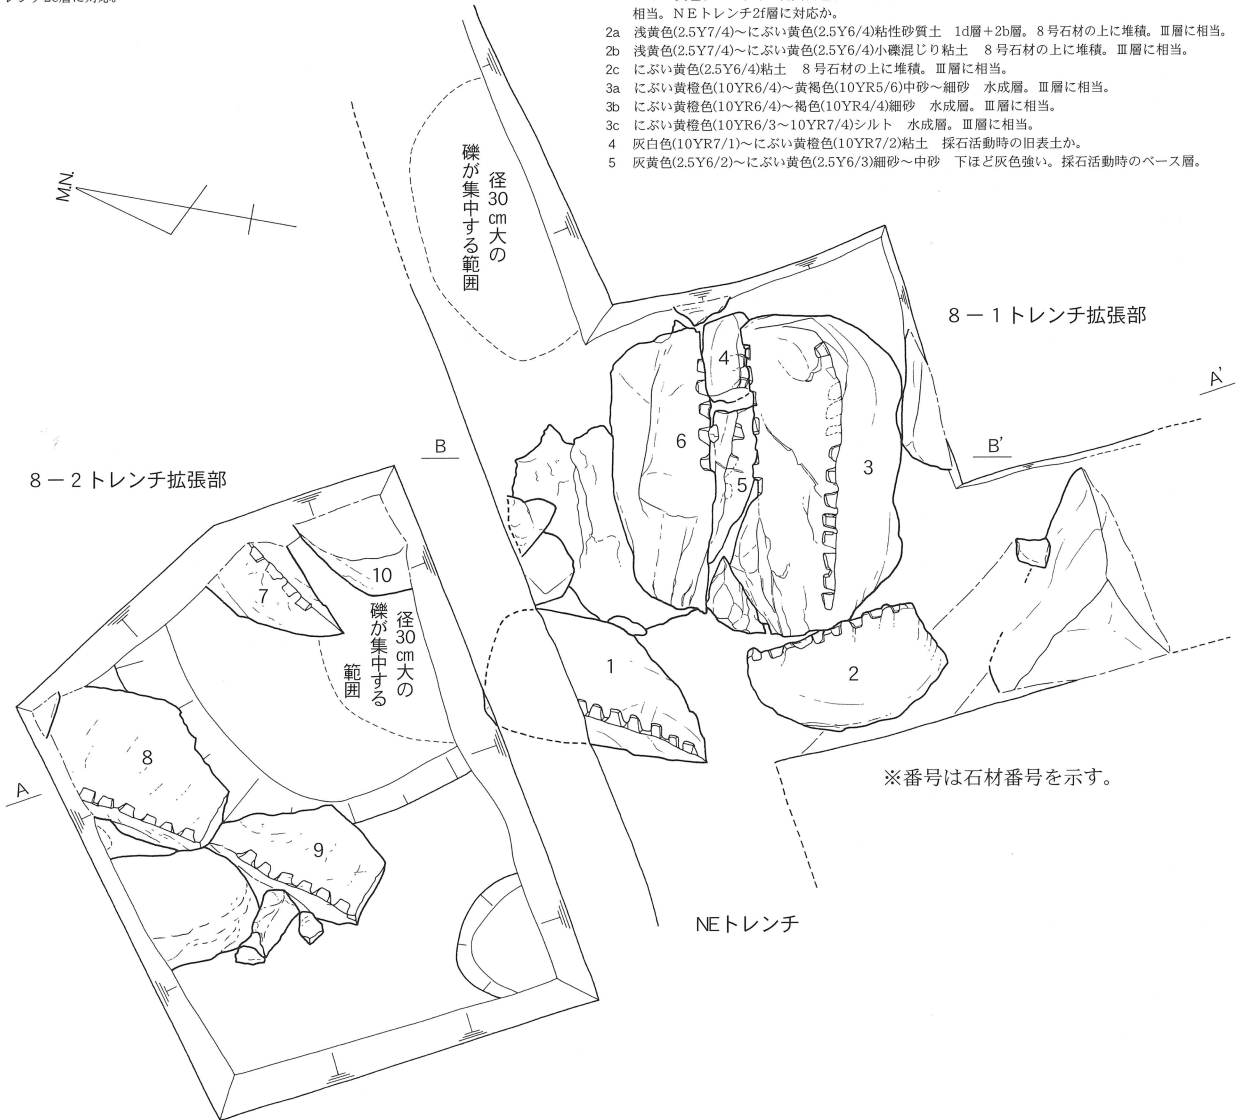 相当。NEトレンチ2f層に対応か。
2a 浅黄色(2.5Y7/4)～にぶい黄色(2.5Y6/4)粘性砂質土 1d層＋2b層。8号石材の上に堆積。Ⅲ層に相当。
2b 浅黄色(2.5Y7/4)～にぶい黄色(2.5Y6/4)小礫混じり粘土 8号石材の上に堆積。Ⅲ層に相当。
2c にぶい黄色(2.5Y6/4)粘土 8号石材の上に堆積。Ⅲ層に相当。
3a にぶい黄橙色(10YR6/4)～黄褐色(10YR5/6)中砂～細砂 水成層。Ⅲ層に相当。
3b にぶい黄橙色(10YR6/4)～褐色(10YR4/4)細砂 水成層。Ⅲ層に相当。
3c にぶい黄橙色(10YR6/3～10YR7/4)シルト 水成層。Ⅲ層に相当。
4 灰白色(10YR7/1)～にぶい黄橙色(10YR7/2)粘土 採石活動時の旧表土か。
5 灰黄色(2.5Y6/2)～にぶい黄色(2.5Y6/3)細砂～中砂 下ほど灰色強い。採石活動時のベース層。
M.N.
径30㎝大の
礫が集中する範囲
8－1トレンチ拡張部
A'
B
B'
8－2トレンチ拡張部
4
6
5
3
7
10
径30㎝大の
礫が集中する
範囲
1
2
8
9
A
※番号は石材番号を示す。
NEトレンチ